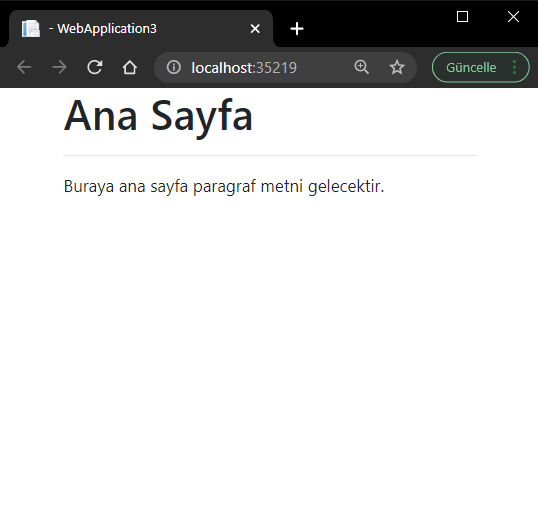 - WebApplication3
localhost:35219
Güncelle
Ana Sayfa
Buraya ana sayfa paragraf metni gelecektir.